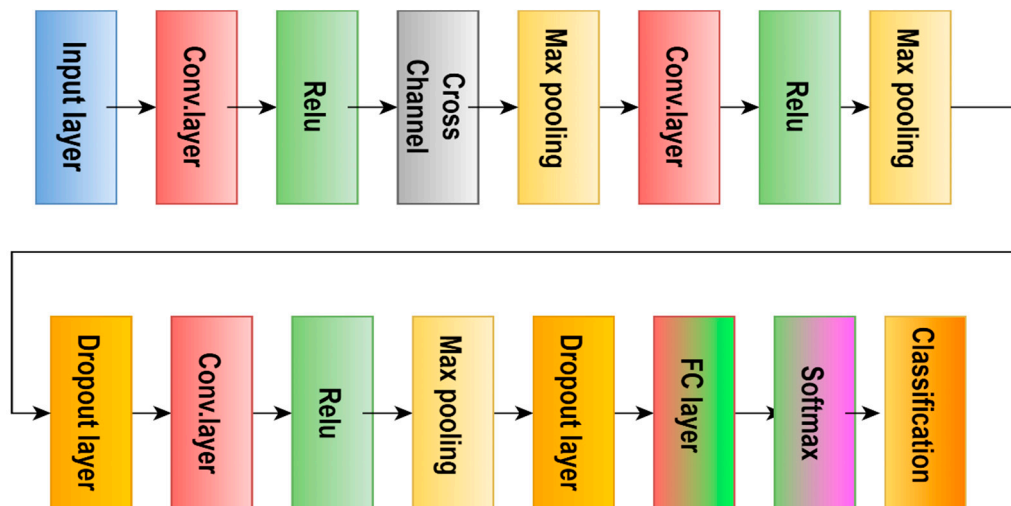 Input layer
Conv.layer
Relu
Cross
Channel
Max pooling
Conv.layer
Relu
Max pooling
Dropout layer
Conv.layer
Relu
Max pooling
Dropout layer
FC layer
Softmax
Classification